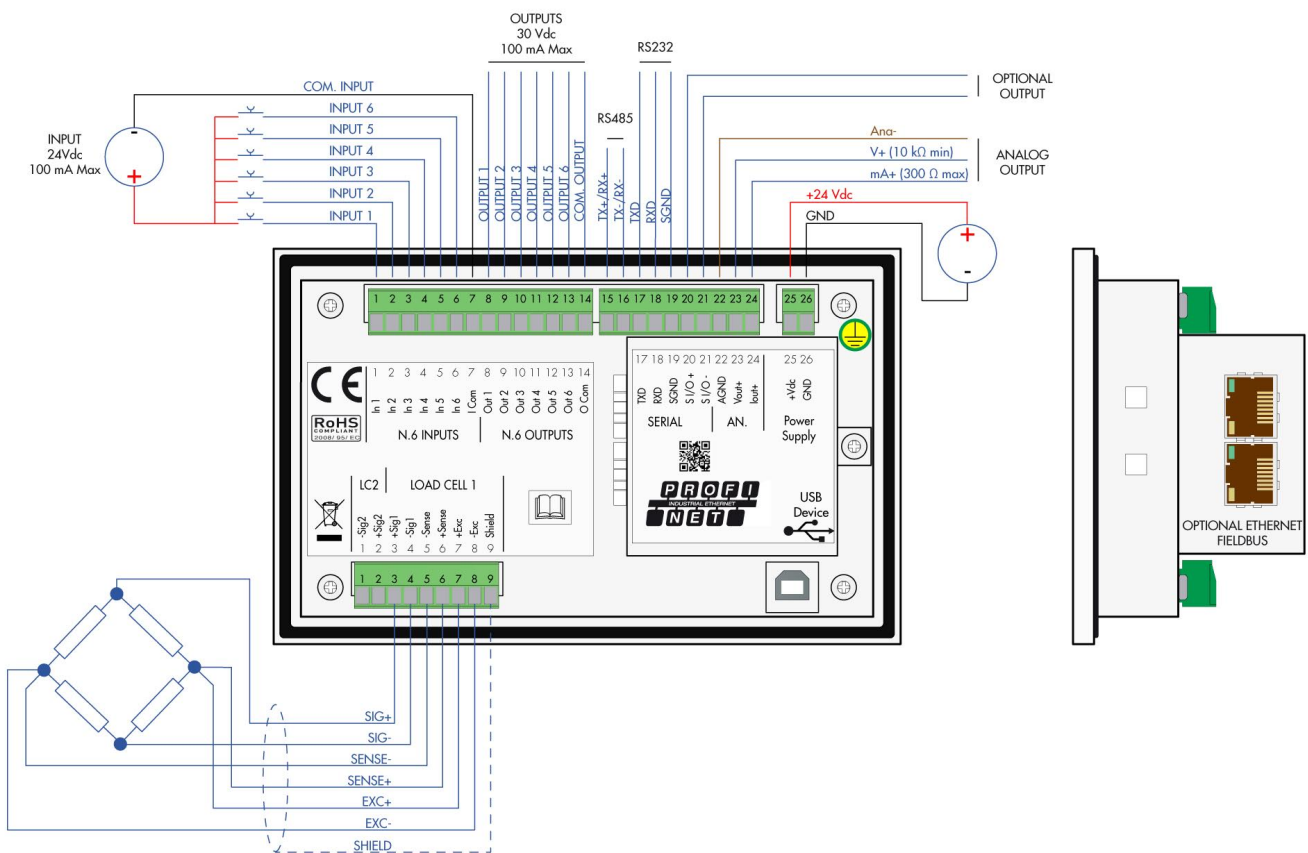 OUTPUTS
30 Vdc
100 mA Max
RS232
COM. INPUT
INPUT 6
INPUT 5
INPUT 4
INPUT 3
INPUT 2
INPUT 1
INPUT
24Vdc
100 mA Max
-
+
OUTPUT 1
OUTPUT 2
OUTPUT 3
OUTPUT 4
OUTPUT 5
OUTPUT 6
COM. OUTPUT
RS485
TX+/RX+
TX-/RX-
TXD
RXD
SGND
OPTIONAL
OUTPUT
Ana-
V+ (10 kΩ min)
mA+ (300 Ω max)
ANALOG
OUTPUT
+24 Vdc
GND
+
-
1 2 3 4 5 6 7 8 9 10 11 12 13 14
15 16 17 18 19 20 21 22 23 24
25 26
CE
RoHS
COMPLIANT
2008/95/EC
1 2 3 4 5 6 7 8 9 10 11 12 13 14
In 1
In 2
In 3
In 4
In 5
In 6
I Com
Out 1
Out 2
Out 3
Out 4
Out 5
Out 6
O Com
N.6 INPUTS
N.6 OUTPUTS
LC2
LOAD CELL 1
-Sig2
+Sig2
+Sig1
-Sig1
-Sense
+Sense
+Exc
-Exc
Shield
1 2 3 4 5 6 7 8 9
17 18 19 20 21 22 23 24 25 26
TXD
RXD
SGND
S I/O +
S I/O -
AGND
Vout+
Iout+
+Vdc
GND
SERIAL
AN.
Power
Supply
PROFI
INDUSTRIAL ETHERNET
NET
USB
Device
1 2 3 4 5 6 7 8 9
OPTIONAL ETHERNET
FIELDBUS
SIG+
SIG-
SENSE-
SENSE+
EXC+
EXC-
SHIELD